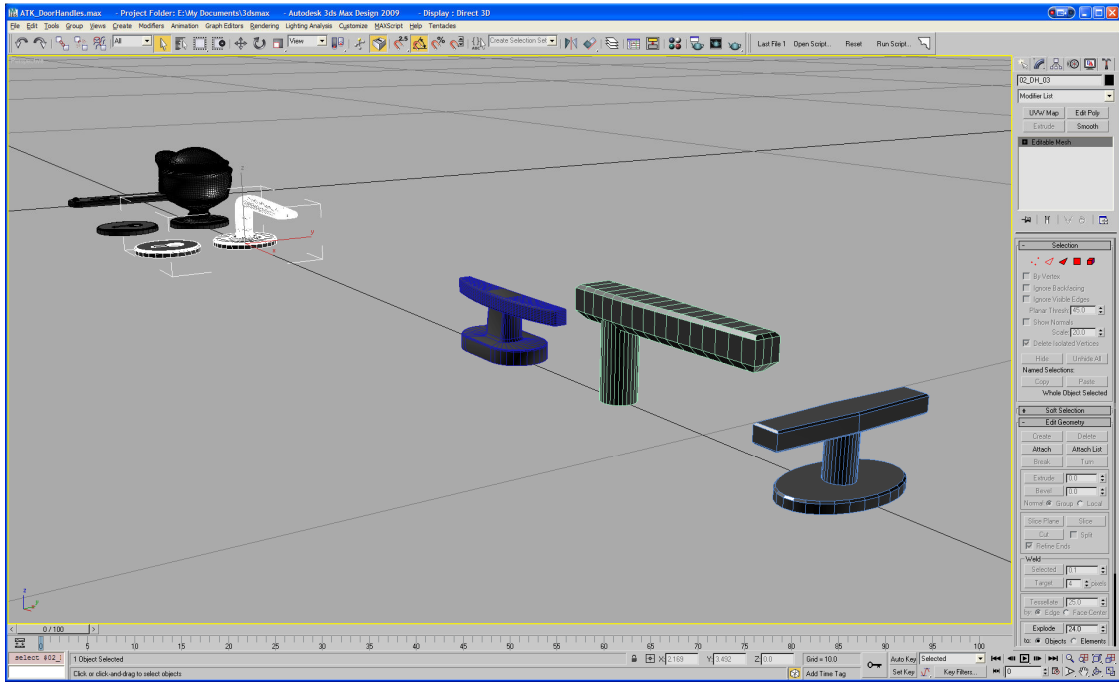 ATK_DoorHandles.max - Project Folder: E:\My Documents\3dsmax - Autodesk 3ds Max Design 2009 - Display : Direct 3D
File Edit Tools Group Views Create Modifiers Animation Graph Editors Rendering Lighting Analysis Customize MAXScript Help Tentacles
All View 2.5 Create Selection Set Last File 1 Open Script... Reset Run Script...
02_DH_03
Modifier List
UVW Map Edit Poly
Extrude Smooth
Editable Mesh
z
y
x
- Selection
By Vertex
Ignore Backfacing
Ignore Visible Edges
Planar Thresh: 45.0
Show Normals
Scale: 20.0
Delete Isolated Vertices
Hide Unhide All
Named Selections:
Copy Paste
Whole Object Selected
+ Soft Selection
- Edit Geometry
Create Delete
Attach Attach List
Break Turn
Extrude 0.0
Bevel 0.0
Normal: Group Local
Slice Plane Slice
Cut Split
Refine Ends
Weld
Selected 0.1
Target 4 pixels
Tessellate 25.0
by: Edge Face-Center
Explode 24.0
to: Objects Elements
z
y
0 / 100
0 5 10 15 20 25 30 35 40 45 50 55 60 65 70 75 80 85 90 95 100
select $02_ 1 Object Selected X: 2.169 Y: 3.492 Z: 0.0 Grid = 10.0 Auto Key Selected
Click or click-and-drag to select objects Add Time Tag Set Key Key Filters... 0